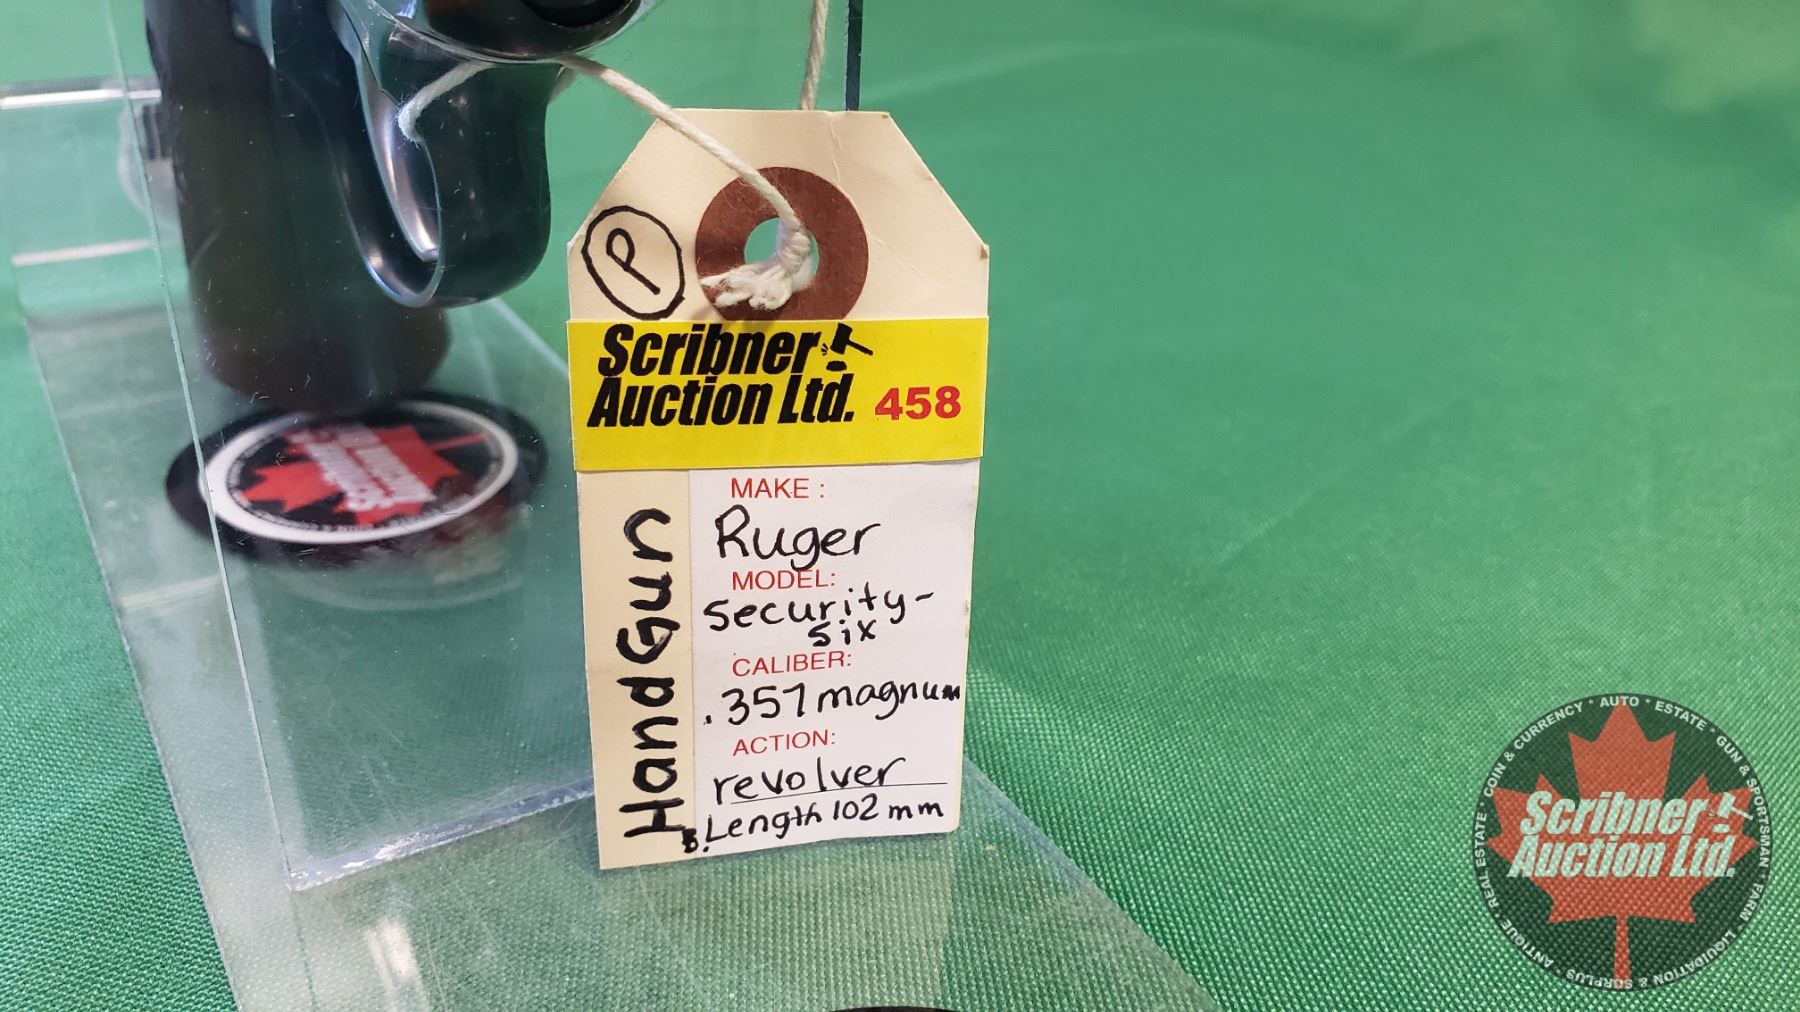 P
Scribner
Auction Ltd. 458
HandGun
MAKE :
Ruger
MODEL:
Security-
Six
CALIBER:
.357 magnum
ACTION:
revolver
B. Length 102 mm
Scribner
Auction Ltd.
REAL ESTATE * COIN & CURRENCY * AUTO * ESTATE * GUN & SPORTSMAN * FARM * LIQUIDATION & SURPLUS * ANTIQUE *